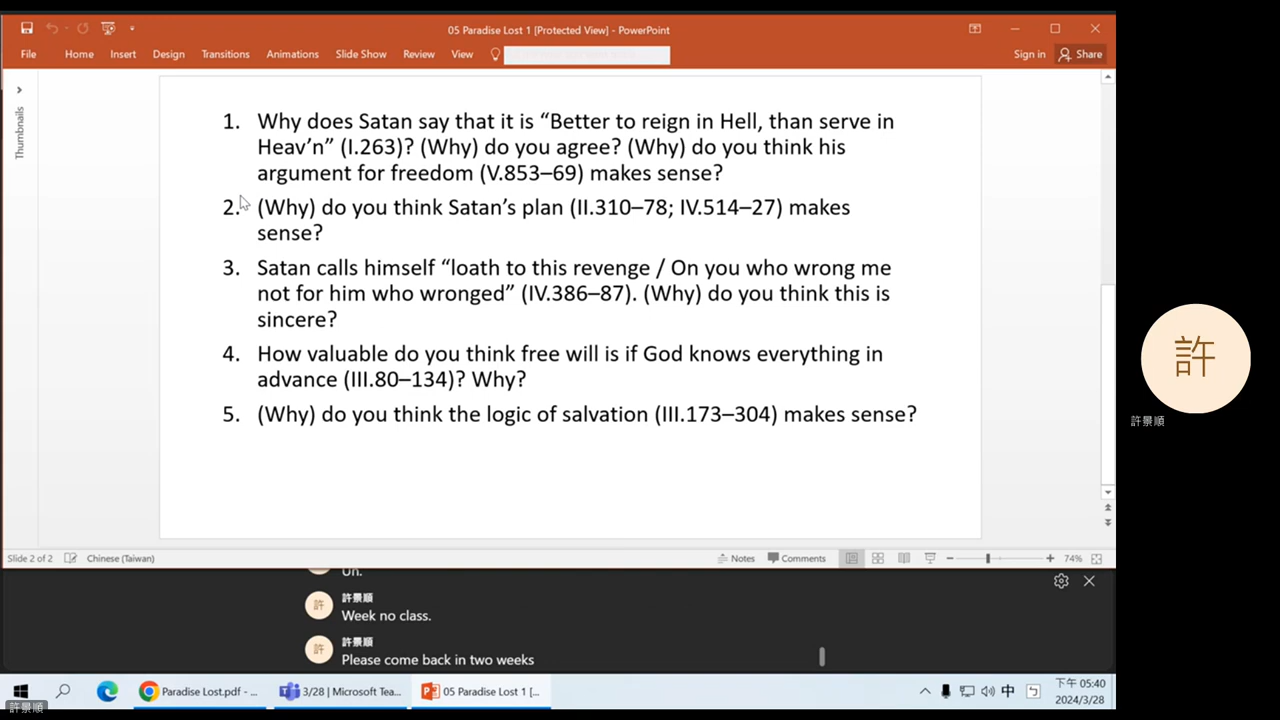 05 Paradise Lost 1 [Protected View] - PowerPoint
File Home Insert Design Transitions Animations Slide Show Review View Sign in Share
Thumbnails
1. Why does Satan say that it is “Better to reign in Hell, than serve in
Heav’n” (I.263)? (Why) do you agree? (Why) do you think his
argument for freedom (V.853–69) makes sense?
2. (Why) do you think Satan’s plan (II.310–78; IV.514–27) makes
sense?
3. Satan calls himself “loath to this revenge / On you who wrong me
not for him who wronged” (IV.386–87). (Why) do you think this is
sincere?
4. How valuable do you think free will is if God knows everything in
advance (III.80–134)? Why?
5. (Why) do you think the logic of salvation (III.173–304) makes sense?
許
許景順
Slide 2 of 2 Chinese (Taiwan) Notes Comments 74%
Uh.
許 許景順
Week no class.
許 許景順
Please come back in two weeks
Paradise Lost.pdf - ... 3/28 | Microsoft Tea... 05 Paradise Lost 1 [... 中 下午 05:40
2024/3/28
許景順